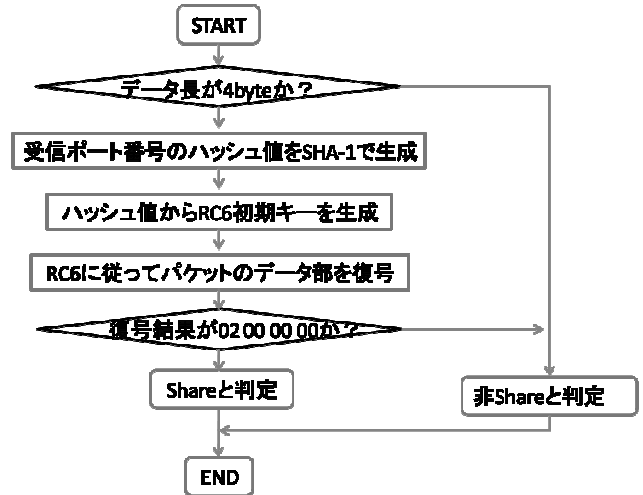 START
データ長が4byteか？
受信ポート番号のハッシュ値をSHA-1で生成
ハッシュ値からRC6初期キーを生成
RC6に従ってパケットのデータ部を復号
復号結果が02 00 00 00か？
Shareと判定
非Shareと判定
END